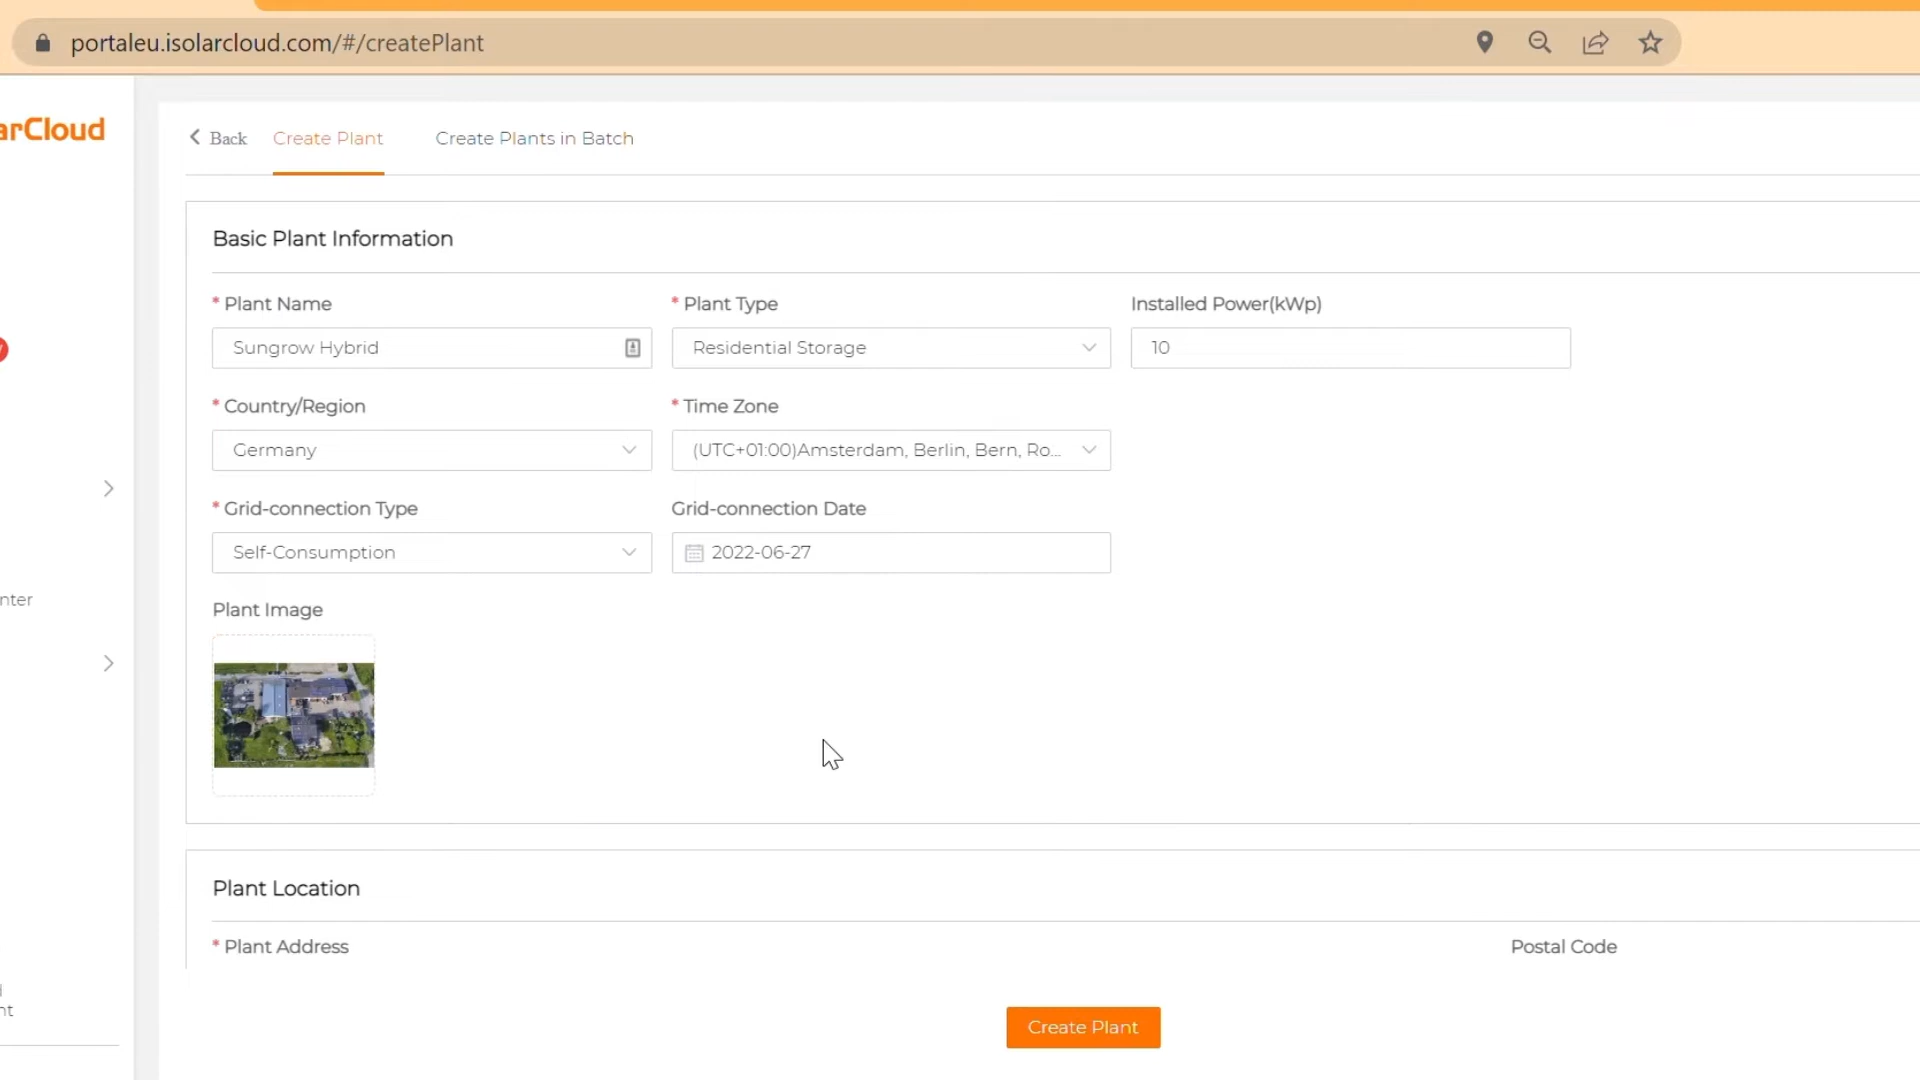 portaleu.isolarcloud.com/#/createPlant
arCloud
Back
Create Plant
Create Plants in Batch
Basic Plant Information
* Plant Name
* Plant Type
Installed Power(kWp)
Sungrow Hybrid
Residential Storage
10
* Country/Region
* Time Zone
Germany
(UTC+01:00)Amsterdam, Berlin, Bern, Ro...
* Grid-connection Type
Grid-connection Date
Self-Consumption
2022-06-27
nter
Plant Image
Plant Location
* Plant Address
Postal Code
nt
Create Plant